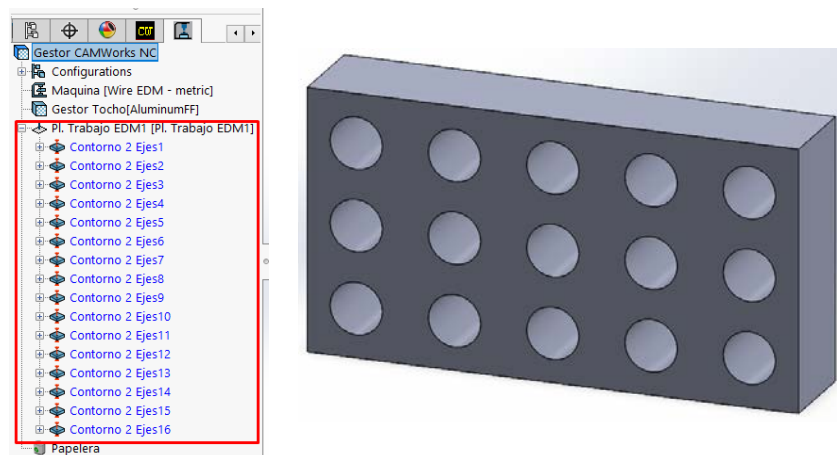 CW
Gestor CAMWorks NC
Configurations
Maquina [Wire EDM - metric]
Gestor Tocho[AluminumFF]
Pl. Trabajo EDM1 [Pl. Trabajo EDM1]
Contorno 2 Ejes1
Contorno 2 Ejes2
Contorno 2 Ejes3
Contorno 2 Ejes4
Contorno 2 Ejes5
Contorno 2 Ejes6
Contorno 2 Ejes7
Contorno 2 Ejes8
Contorno 2 Ejes9
Contorno 2 Ejes10
Contorno 2 Ejes11
Contorno 2 Ejes12
Contorno 2 Ejes13
Contorno 2 Ejes14
Contorno 2 Ejes15
Contorno 2 Ejes16
Papelera